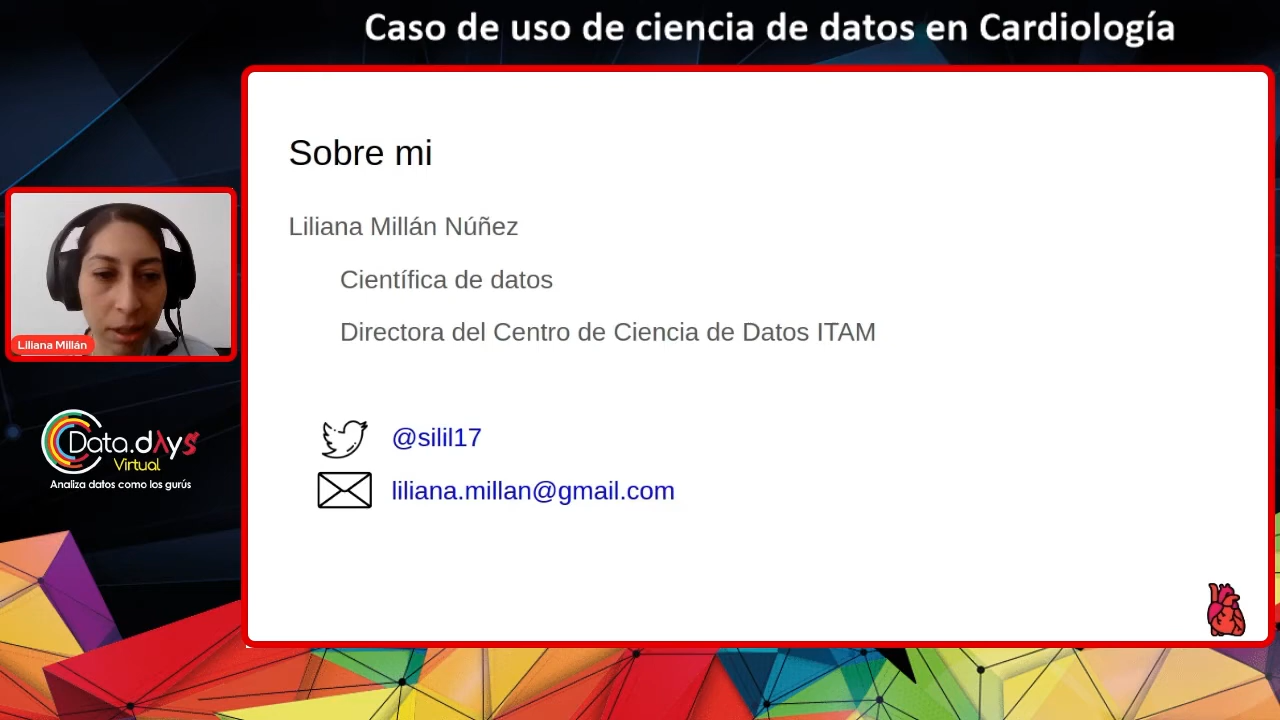 Caso de uso de ciencia de datos en Cardiología
Sobre mi
Liliana Millán Núñez
Científica de datos
Directora del Centro de Ciencia de Datos ITAM
@silil17
liliana.millan@gmail.com
Liliana Millán
Data.dAys
Virtual
Analiza datos como los gurús